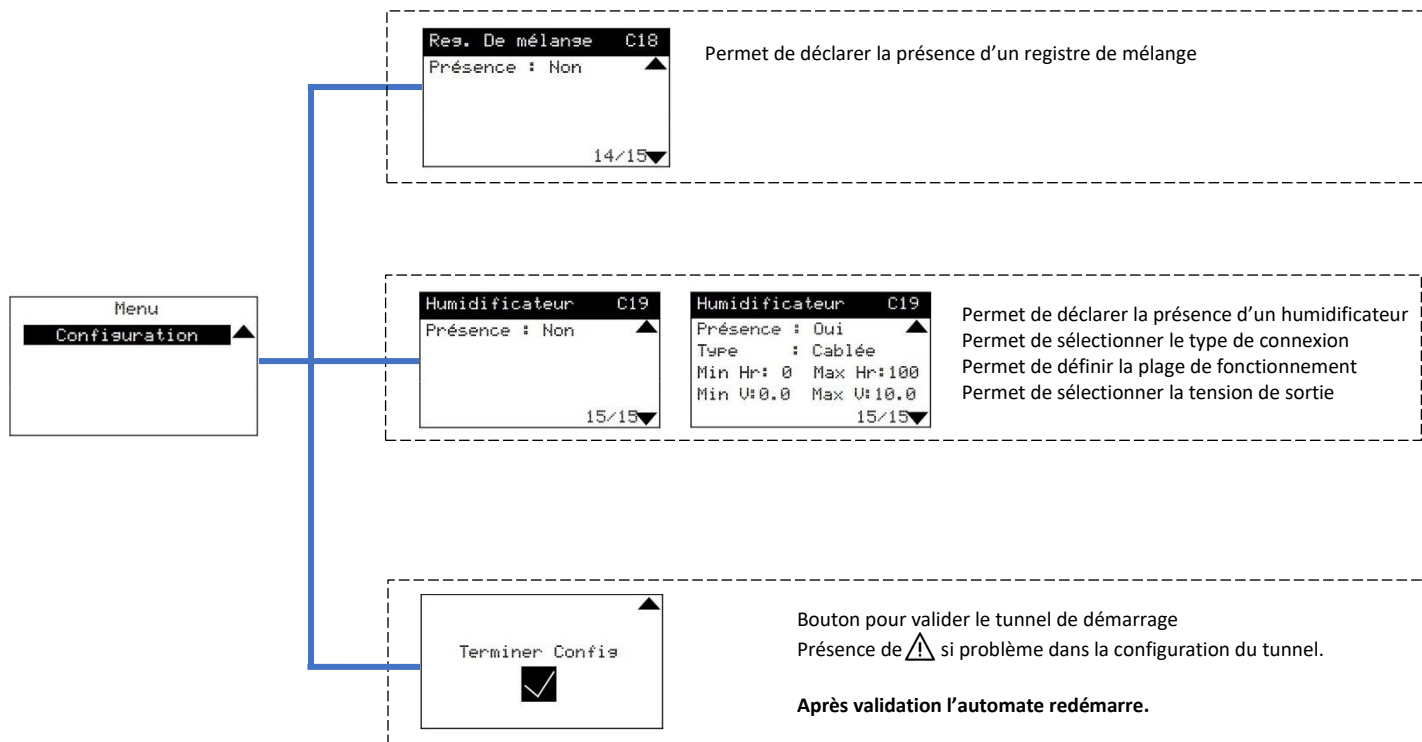 Reg. De mélange C18
Présence : Non
14/15
Permet de déclarer la présence d’un registre de mélange
Menu
Configuration
Humidificateur C19
Présence : Non
15/15
Humidificateur C19
Présence : Oui
Type : Cablée
Min Hr: 0 Max Hr:100
Min V:0.0 Max V:10.0
15/15
Permet de déclarer la présence d’un humidificateur
Permet de sélectionner le type de connexion
Permet de définir la plage de fonctionnement
Permet de sélectionner la tension de sortie
Terminer Config
Bouton pour valider le tunnel de démarrage
Présence de ⚠ si problème dans la configuration du tunnel.
Après validation l’automate redémarre.